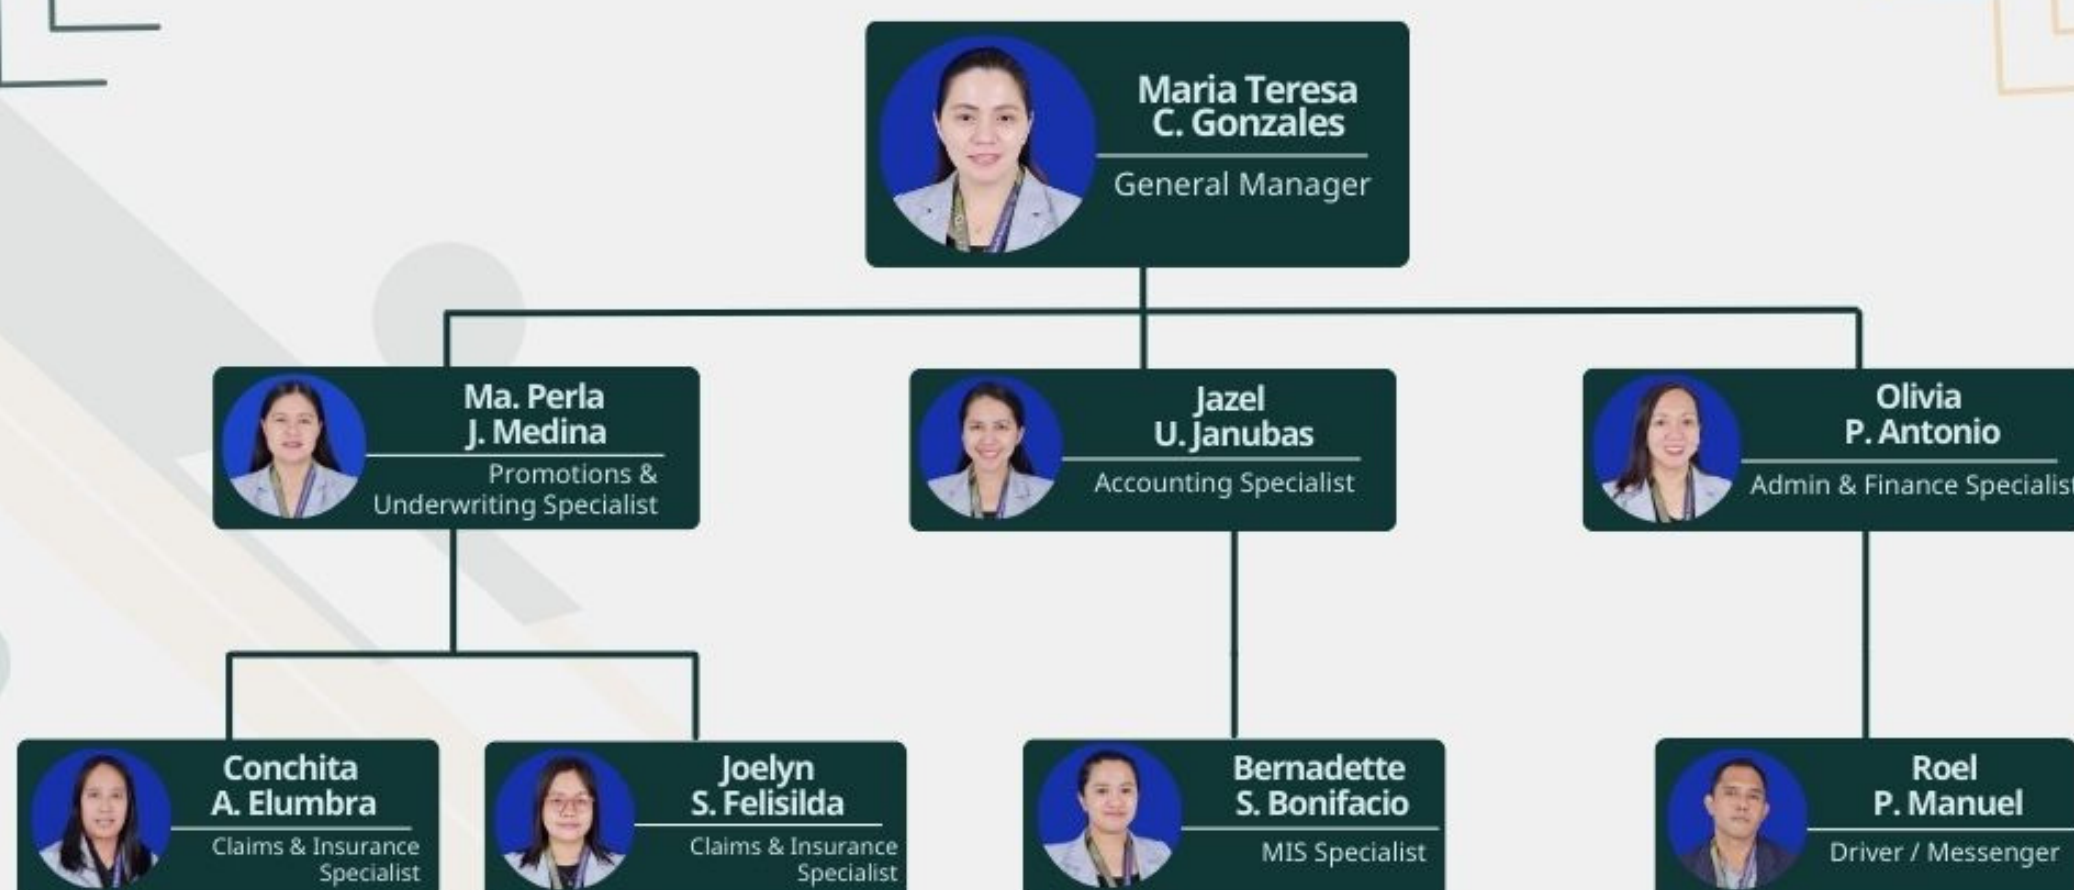 Maria Teresa
C. Gonzales
General Manager
Ma. Perla
J. Medina
Promotions &
Underwriting Specialist
Jazel
U. Janubas
Accounting Specialist
Olivia
P. Antonio
Admin & Finance Specialist
Conchita
A. Elumbra
Claims & Insurance
Specialist
Joelyn
S. Felisilda
Claims & Insurance
Specialist
Bernadette
S. Bonifacio
MIS Specialist
Roel
P. Manuel
Driver / Messenger